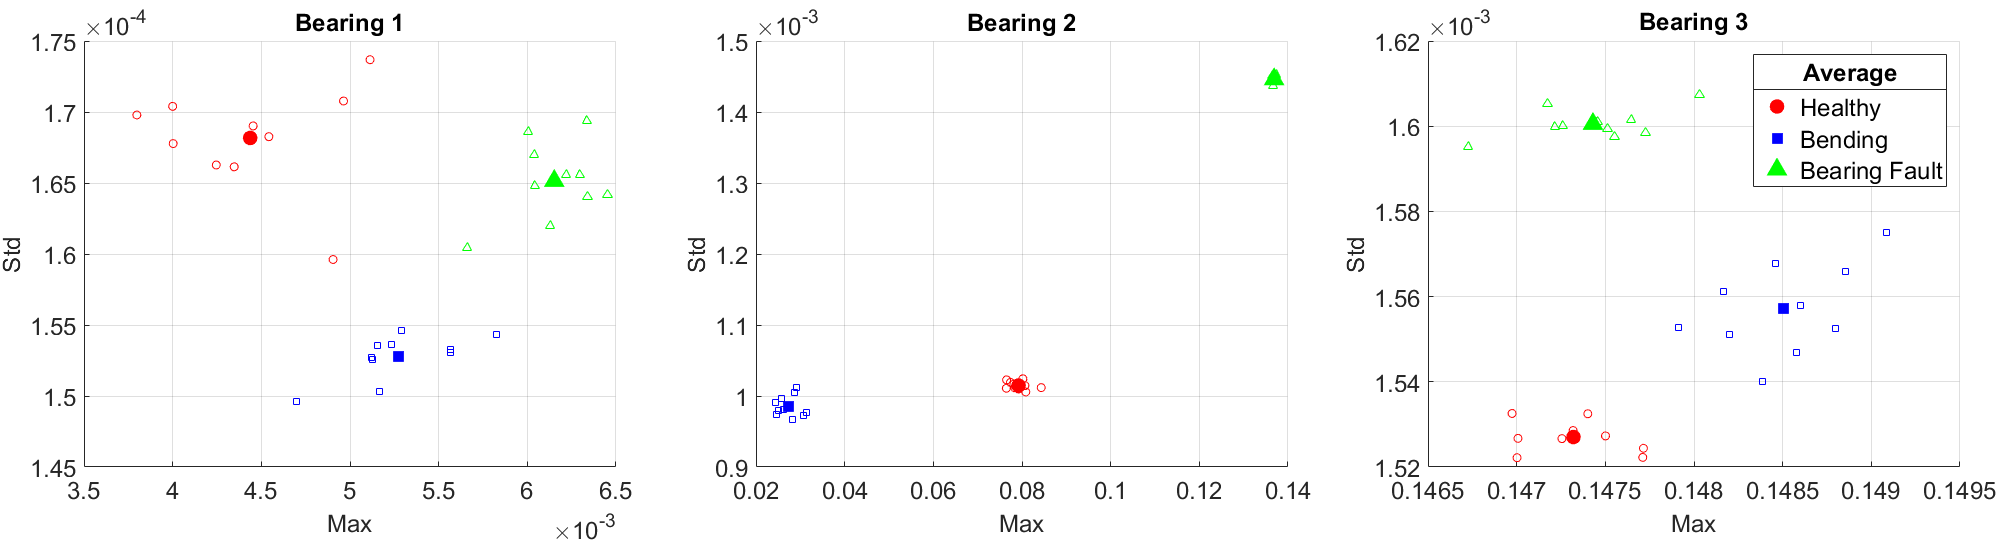 Bearing 1
×10-4
1.75
1.7
1.65
1.6
1.55
1.5
1.45
Std
3.5 4 4.5 5 5.5 6 6.5
Max
×10-3
Bearing 2
×10-3
1.5
1.4
1.3
1.2
1.1
1
0.9
Std
0.02 0.04 0.06 0.08 0.1 0.12 0.14
Max
Bearing 3
×10-3
1.62
1.6
1.58
1.56
1.54
1.52
Std
0.1465 0.147 0.1475 0.148 0.1485 0.149 0.1495
Max
Average
Healthy
Bending
Bearing Fault